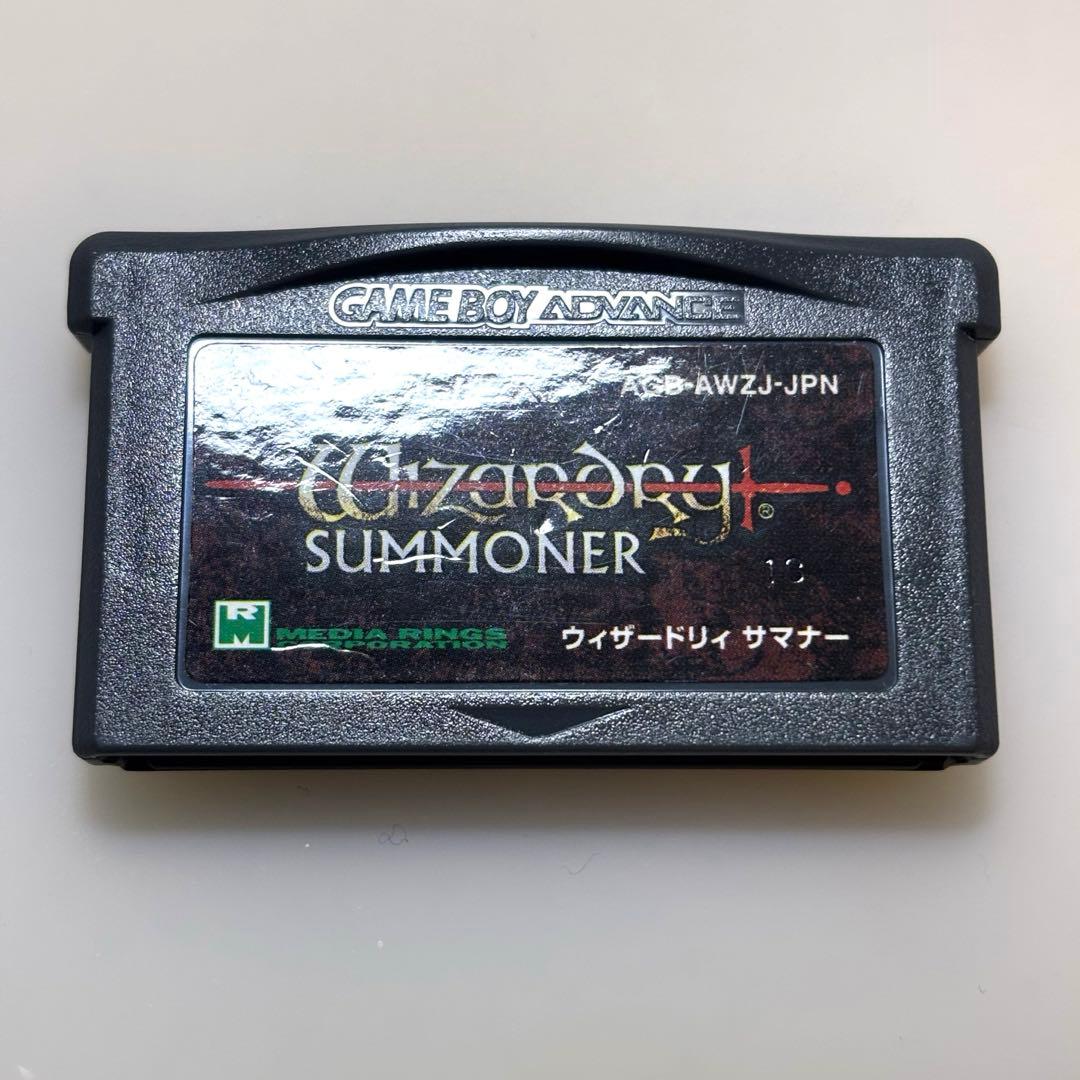 GAME BOY ADVANCE
AGB-AWZJ-JPN
Wizardry®
SUMMONER
RM
MEDIA RINGS
CORPORATION
ウィザードリィ サマナー